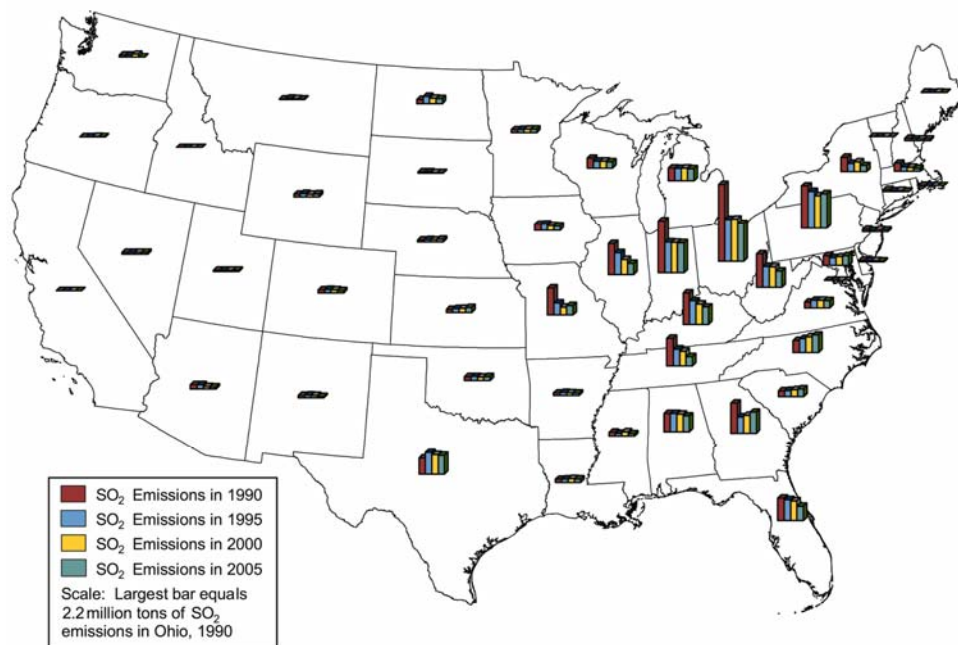 SO₂ Emissions in 1990
SO₂ Emissions in 1995
SO₂ Emissions in 2000
SO₂ Emissions in 2005
Scale: Largest bar equals
2.2 million tons of SO₂
emissions in Ohio, 1990